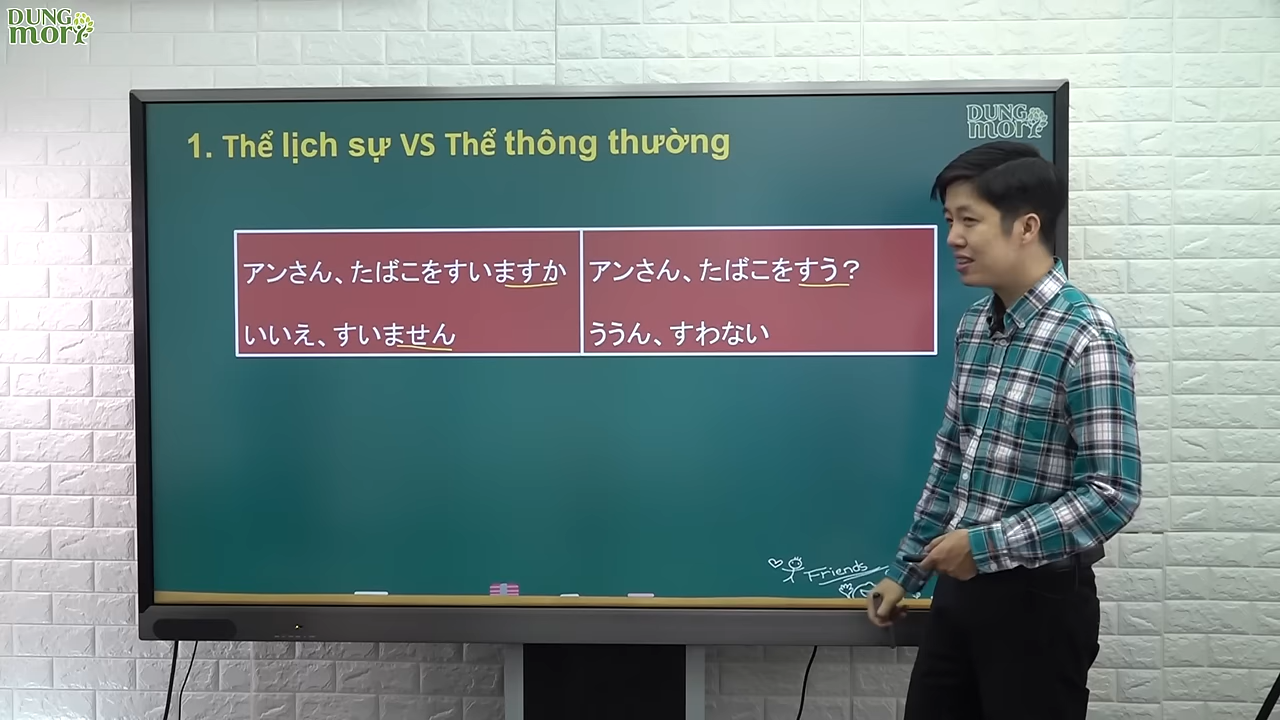 DUNG
mori
DUNG
mori
1. Thể lịch sự VS Thể thông thường
アンさん、たばこをすいますか
いいえ、すいません
アンさん、たばこをすう？
ううん、すわない
Friends